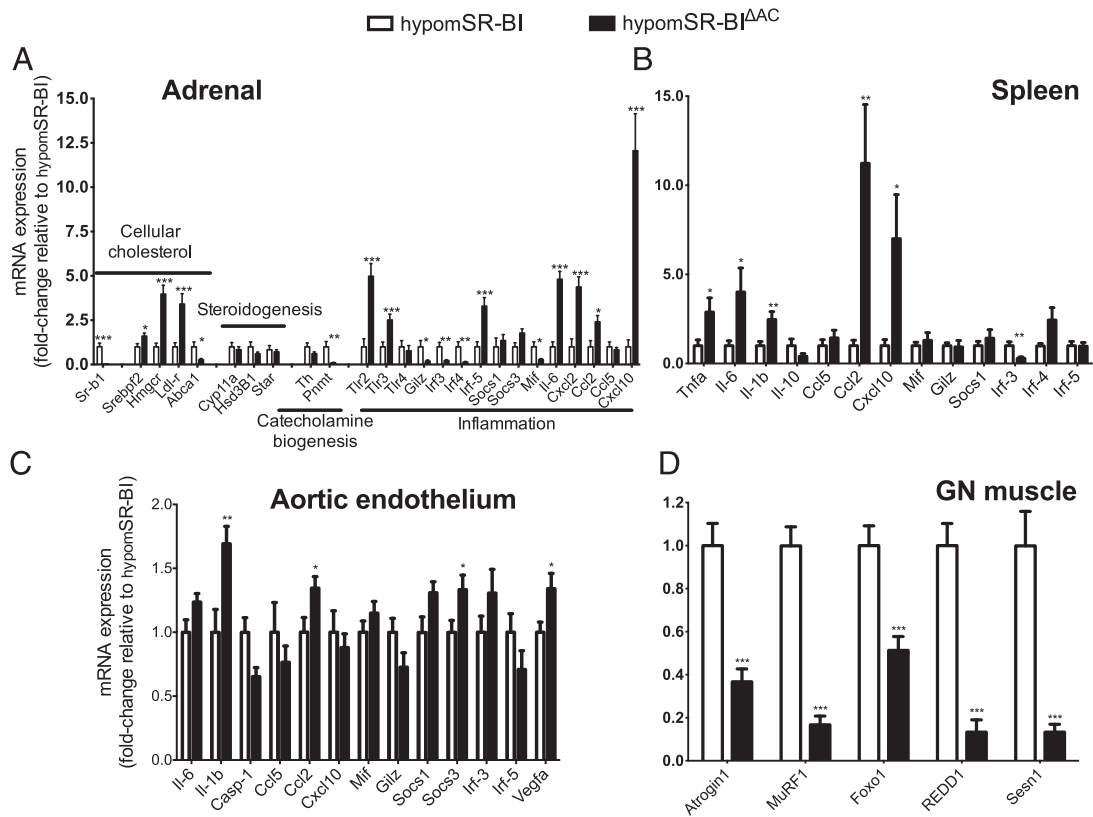 hypomSR-BI
hypomSR-BIΔAC
A
Adrenal
mRNA expression
(fold-change relative to hypomSR-BI)
15.0
12.5
10.0
7.5
5.0
2.5
0.0
Cellular
cholesterol
Steroidogenesis
***
*
***
***
*
**
***
***
*
**
**
***
*
***
***
*
***
Sr-b1
Srebpf2
Hmgcr
Ldl-r
Abca1
Cyp11a
Hsd3B1
Star
Th
Pnmt
Tlr2
Tlr3
Tlr4
Gilz
Irf3
Irf4
Irf-5
Socs1
Socs3
Mif
Il-6
Cxcl2
Ccl2
Ccl5
Cxcl10
Catecholamine
biogenesis
Inflammation
B
Spleen
15.0
10.0
5.0
0.0
*
*
**
**
*
**
Tnfa
Il-6
Il-1b
Il-10
Ccl5
Ccl2
Cxcl10
Mif
Gilz
Socs1
Irf-3
Irf-4
Irf-5
C
Aortic endothelium
mRNA expression
(fold-change relative to hypomSR-BI)
2.0
1.5
1.0
0.5
0.0
**
*
*
*
Il-6
Il-1b
Casp-1
Ccl5
Ccl2
Cxcl10
Mif
Gilz
Socs1
Socs3
Irf-3
Irf-5
Vegfa
D
GN muscle
1.2
1.0
0.8
0.6
0.4
0.2
0.0
***
***
***
***
***
Atrogin1
MuRF1
Foxo1
REDD1
Sesn1